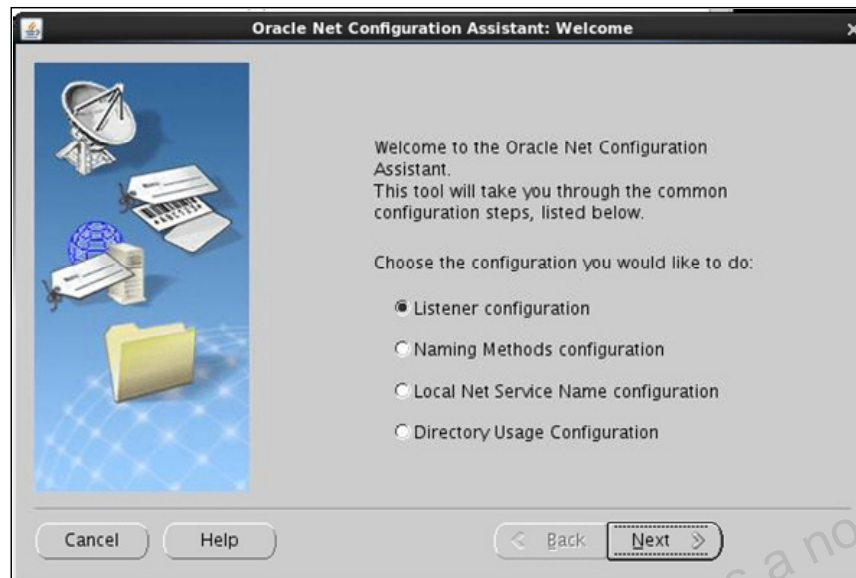 Oracle Net Configuration Assistant: Welcome
Welcome to the Oracle Net Configuration
Assistant.
This tool will take you through the common
configuration steps, listed below.
Choose the configuration you would like to do:
Listener configuration
Naming Methods configuration
Local Net Service Name configuration
Directory Usage Configuration
Cancel
Help
Back
Next